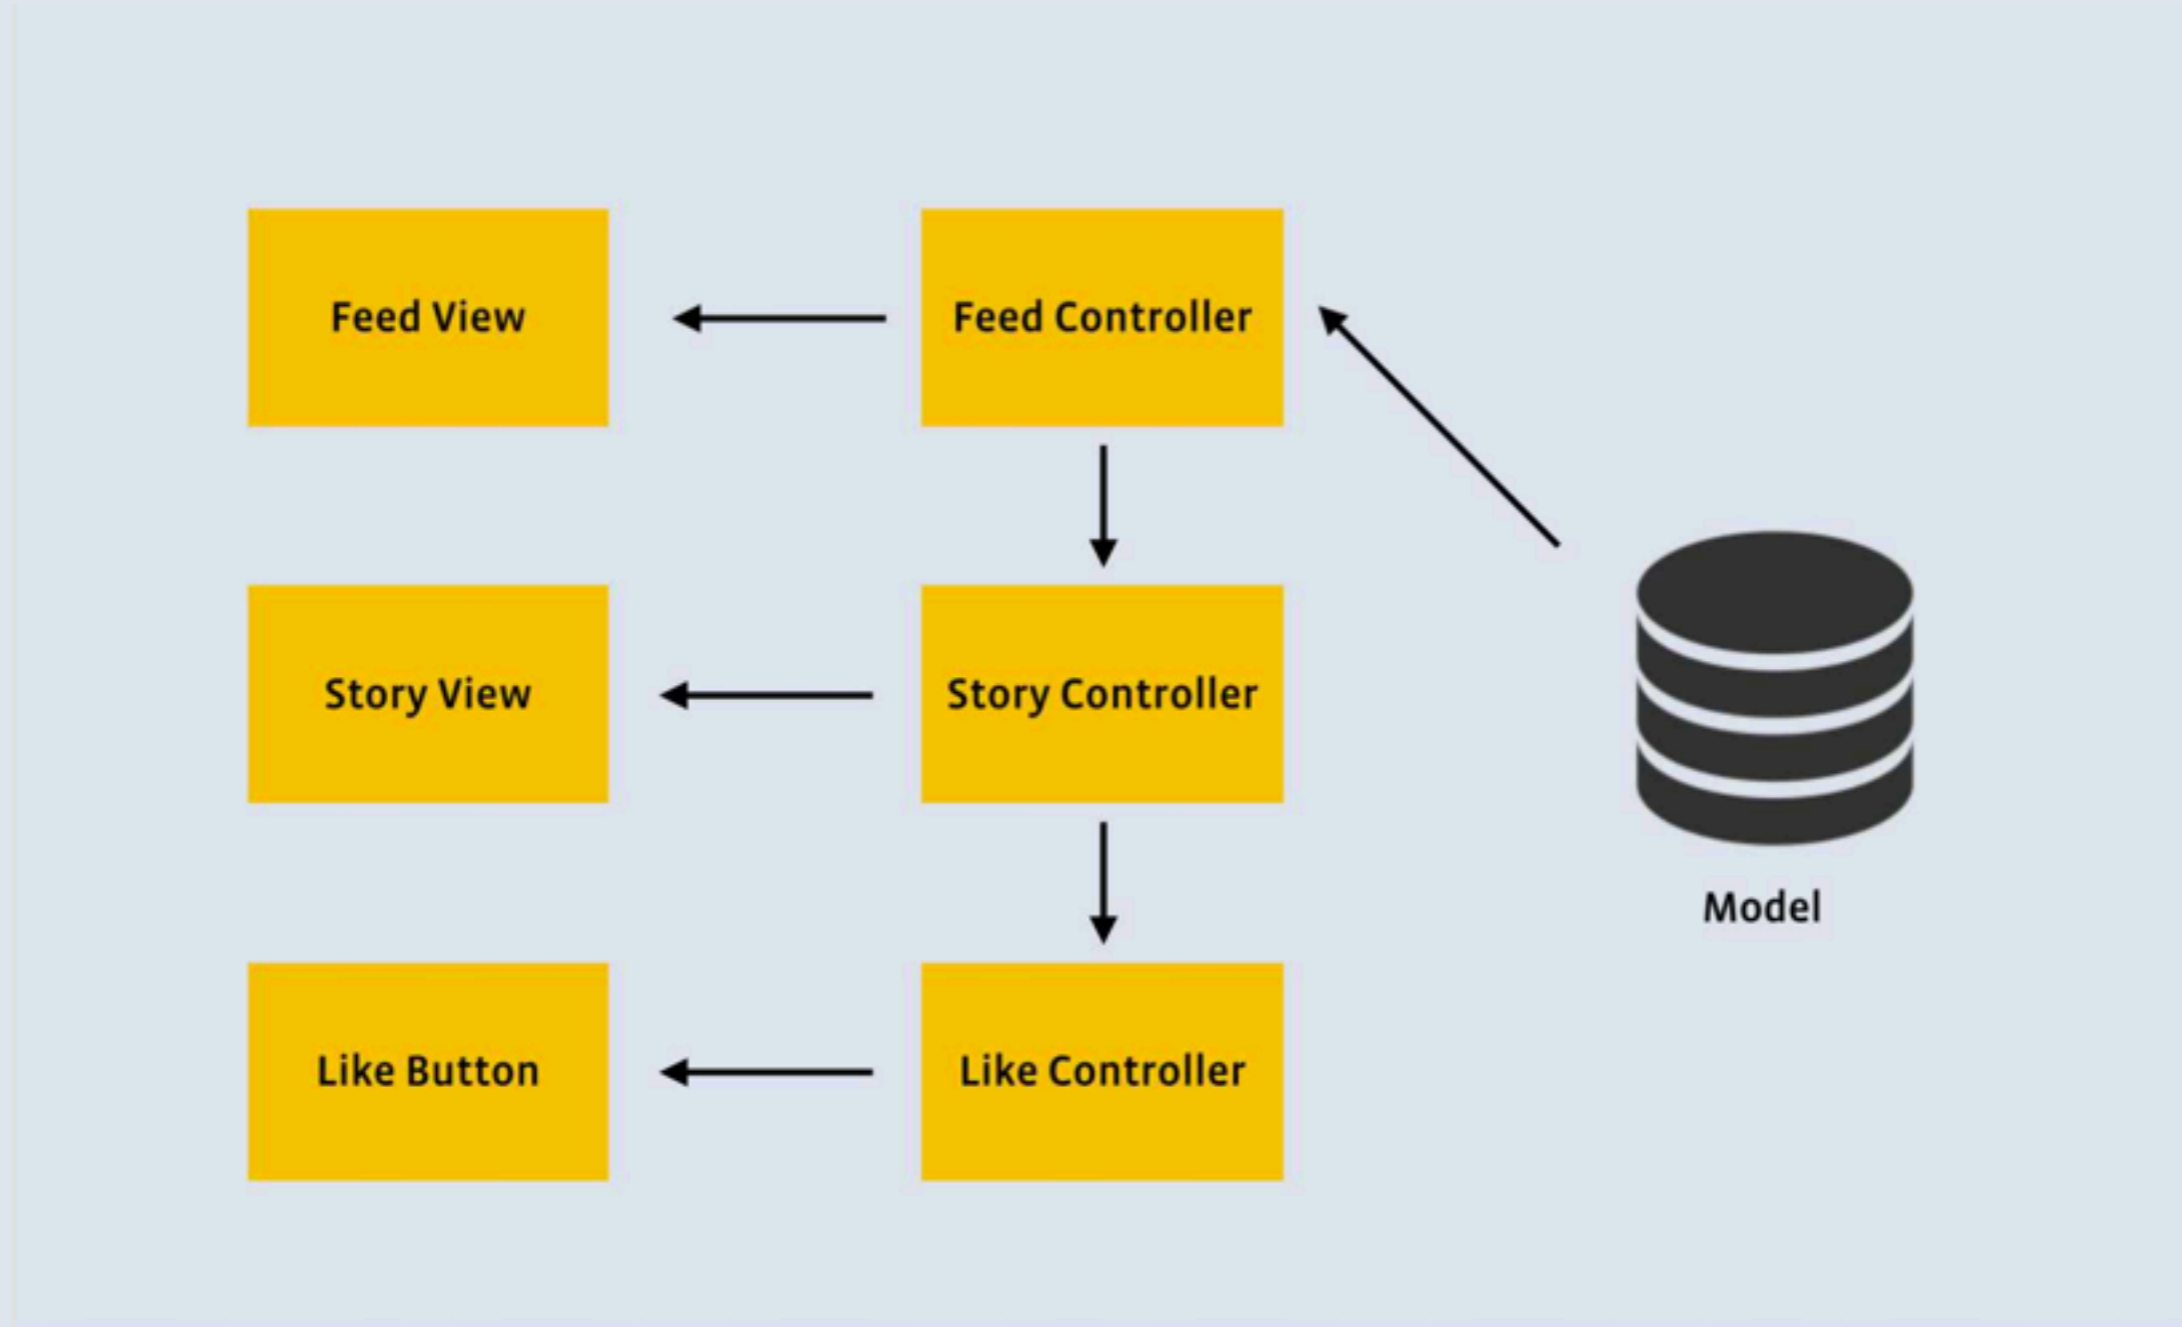 Feed View
Feed Controller
Story View
Story Controller
Model
Like Button
Like Controller